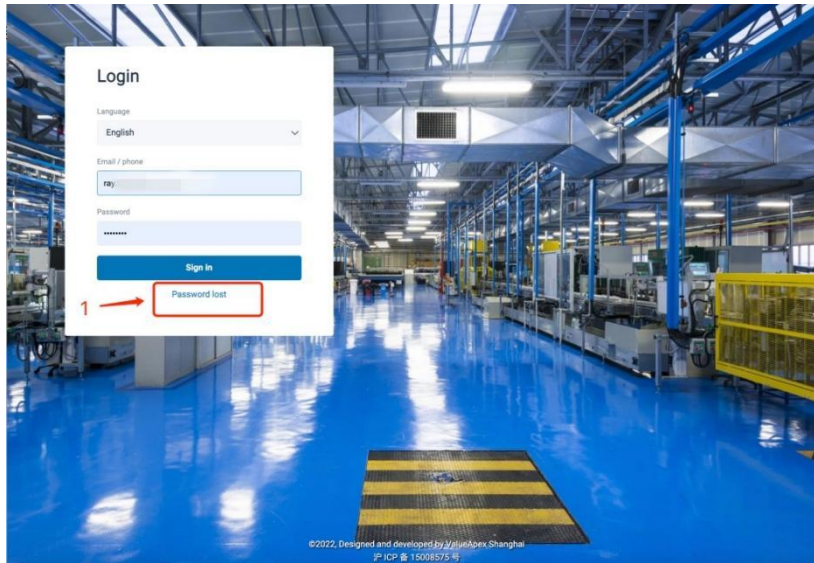 Login
Language
English
Email / phone
ray
Password
••••••••
Sign in
Password lost
1
©2022, Designed and developed by ValueApex Shanghai
沪 ICP 备 15008575 号